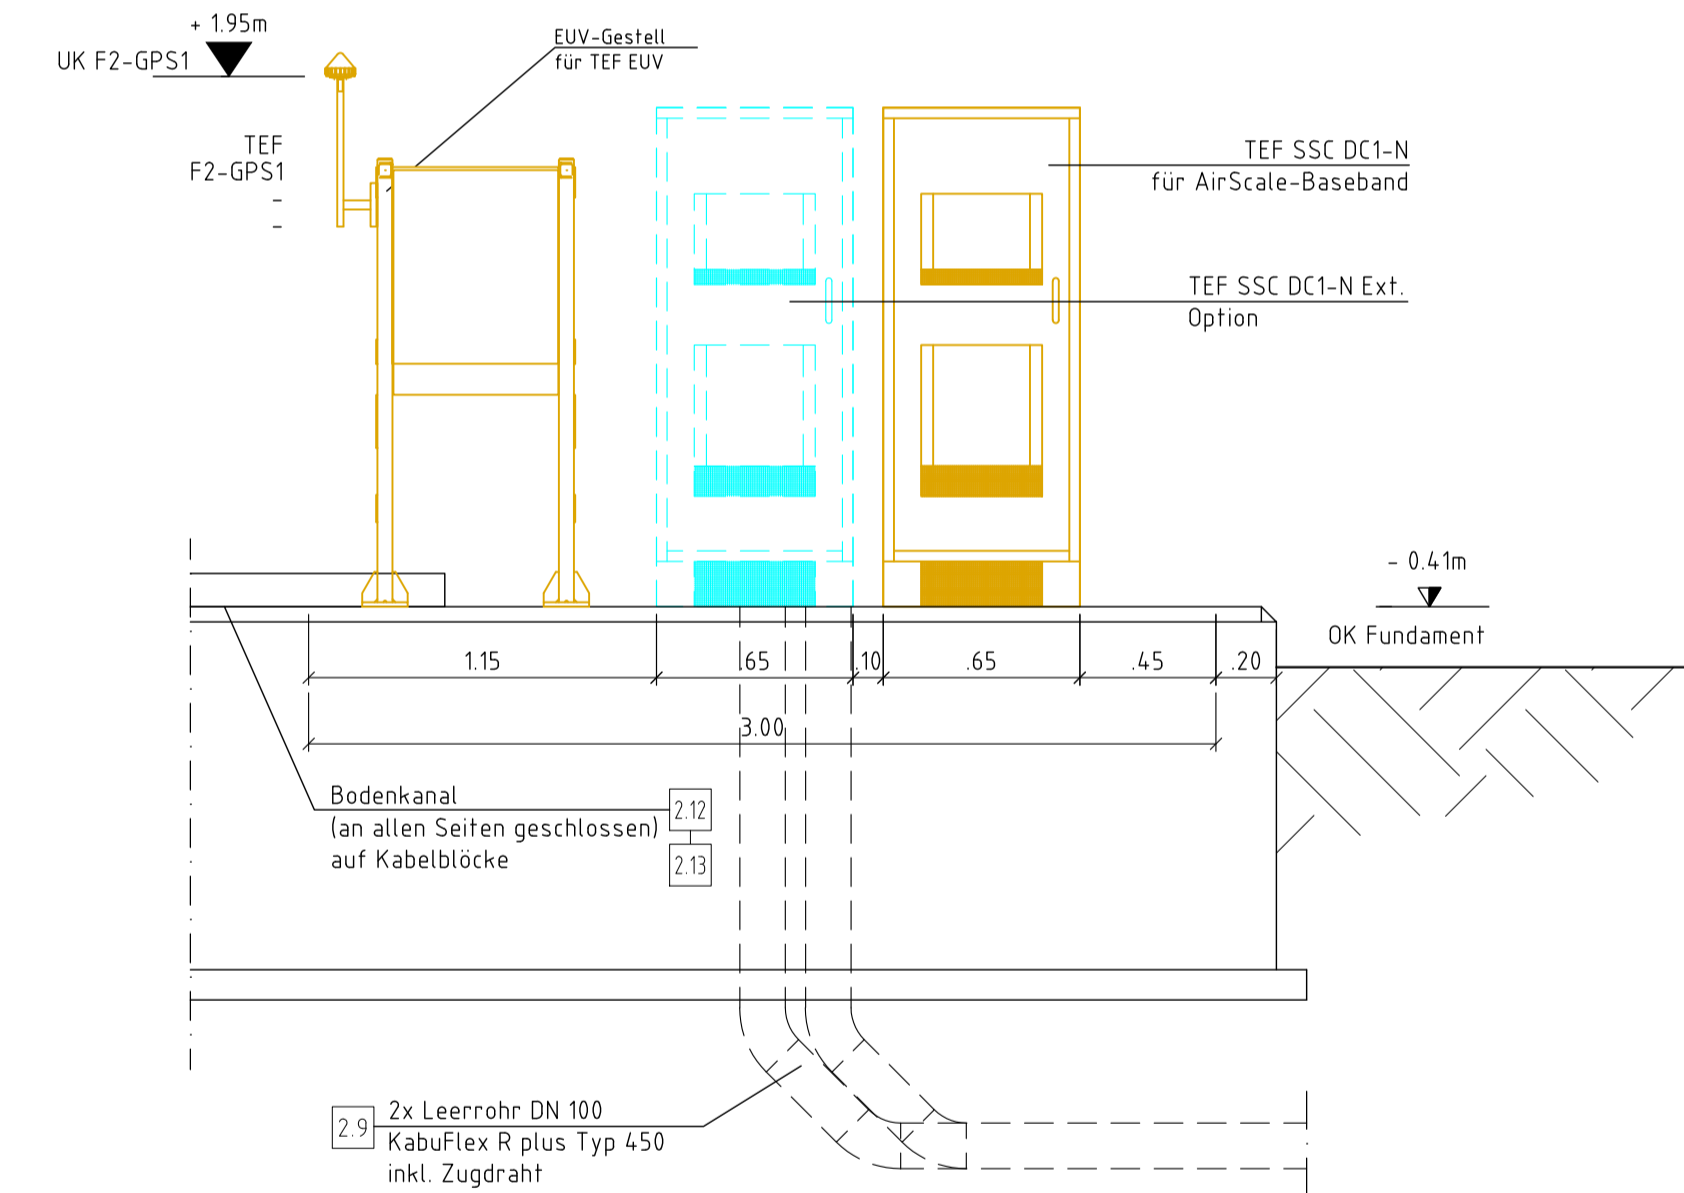 + 1.95m
UK F2-GPS1
EUV-Gestell
für TEF EUV
TEF
F2-GPS1
-
-
TEF SSC DC1-N
für AirScale-Baseband
TEF SSC DC1-N Ext.
Option
- 0.41m
OK Fundament
1.15
.65
.10
.65
.45
.20
3.00
Bodenkanal
(an allen Seiten geschlossen)
auf Kabelblöcke
2.12
2.13
2.9
2x Leerrohr DN 100
KabuFlex R plus Typ 450
inkl. Zugdraht